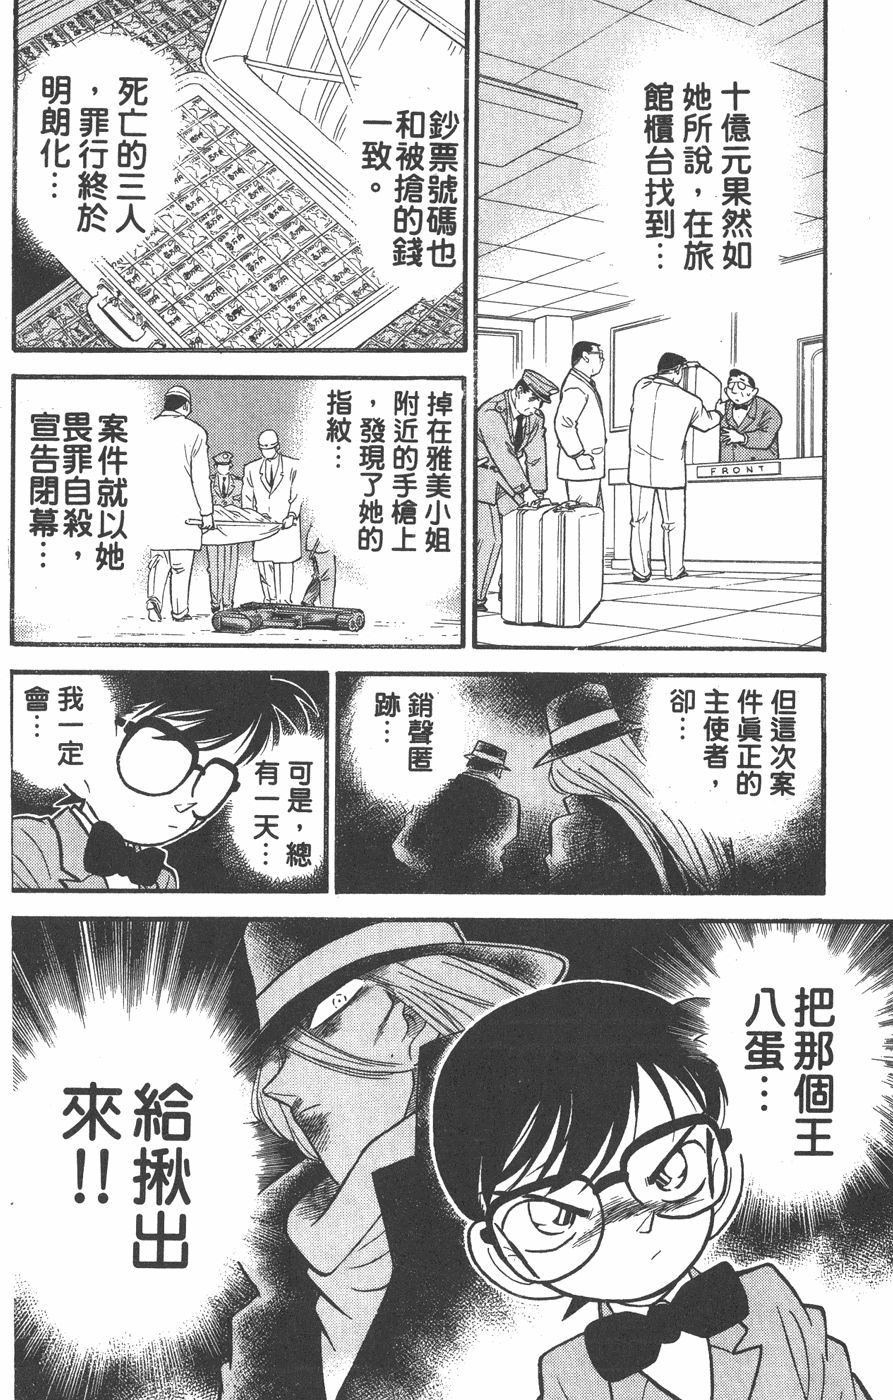 十億元果然如
她所說，在旅
館櫃台找到…
FRONT
鈔票號碼也
和被搶的錢
一致。
死亡的三人
，罪行終於
明朗化…
掉在雅美小姐
附近的手槍上
，發現了她的
指紋…
案件就以她
畏罪自殺，
宣告閉幕…
但這次案
件眞正的
主使者，
卻…
銷聲匿
跡…
可是，總
有一天…
我一定
會…
把那個王
八蛋…
給揪出
來!!